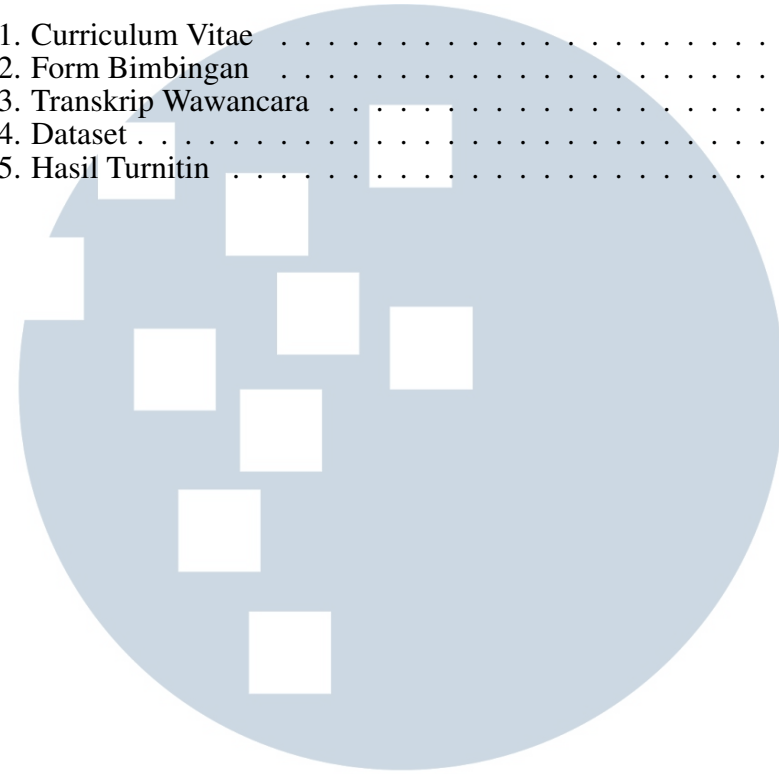 1. Curriculum Vitae . . . . . . . . . . . . . . . . . . . . .
2. Form Bimbingan . . . . . . . . . . . . . . . . . . . . .
3. Transkrip Wawancara . . . . . . . . . . . . . . . . . . .
4. Dataset . . . . . . . . . . . . . . . . . . . . . . . . . . .
5. Hasil Turnitin . . . . . . . . . . . . . . . . . . . . . . .